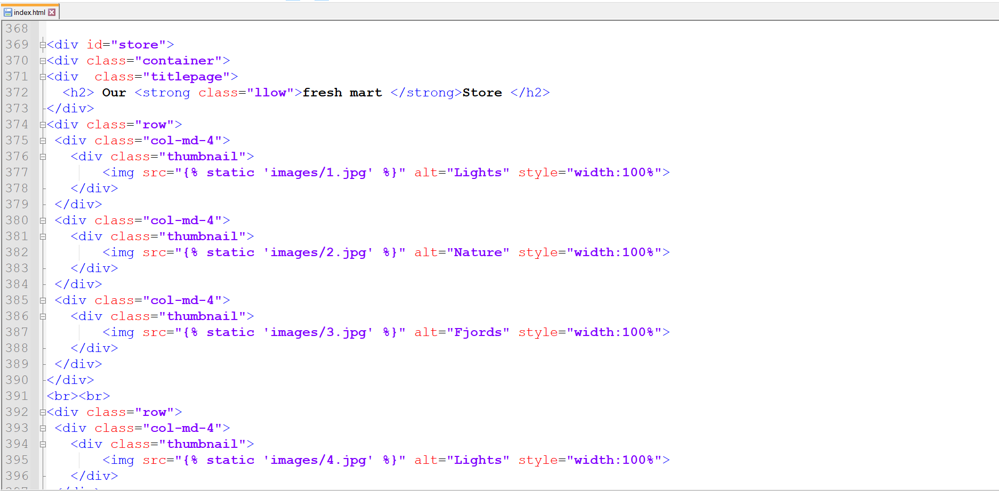 index.html
368
369 <div id="store">
370 <div class="container">
371 <div  class="titlepage">
372   <h2> Our <strong class="llow">fresh mart </strong>Store </h2>
373 </div>
374 <div class="row">
375  <div class="col-md-4">
376    <div class="thumbnail">
377        <img src="{% static 'images/1.jpg' %}" alt="Lights" style="width:100%">
378    </div>
379  </div>
380  <div class="col-md-4">
381    <div class="thumbnail">
382        <img src="{% static 'images/2.jpg' %}" alt="Nature" style="width:100%">
383    </div>
384  </div>
385  <div class="col-md-4">
386    <div class="thumbnail">
387        <img src="{% static 'images/3.jpg' %}" alt="Fjords" style="width:100%">
388    </div>
389  </div>
390 </div>
391 <br><br>
392 <div class="row">
393  <div class="col-md-4">
394    <div class="thumbnail">
395        <img src="{% static 'images/4.jpg' %}" alt="Lights" style="width:100%">
396    </div>